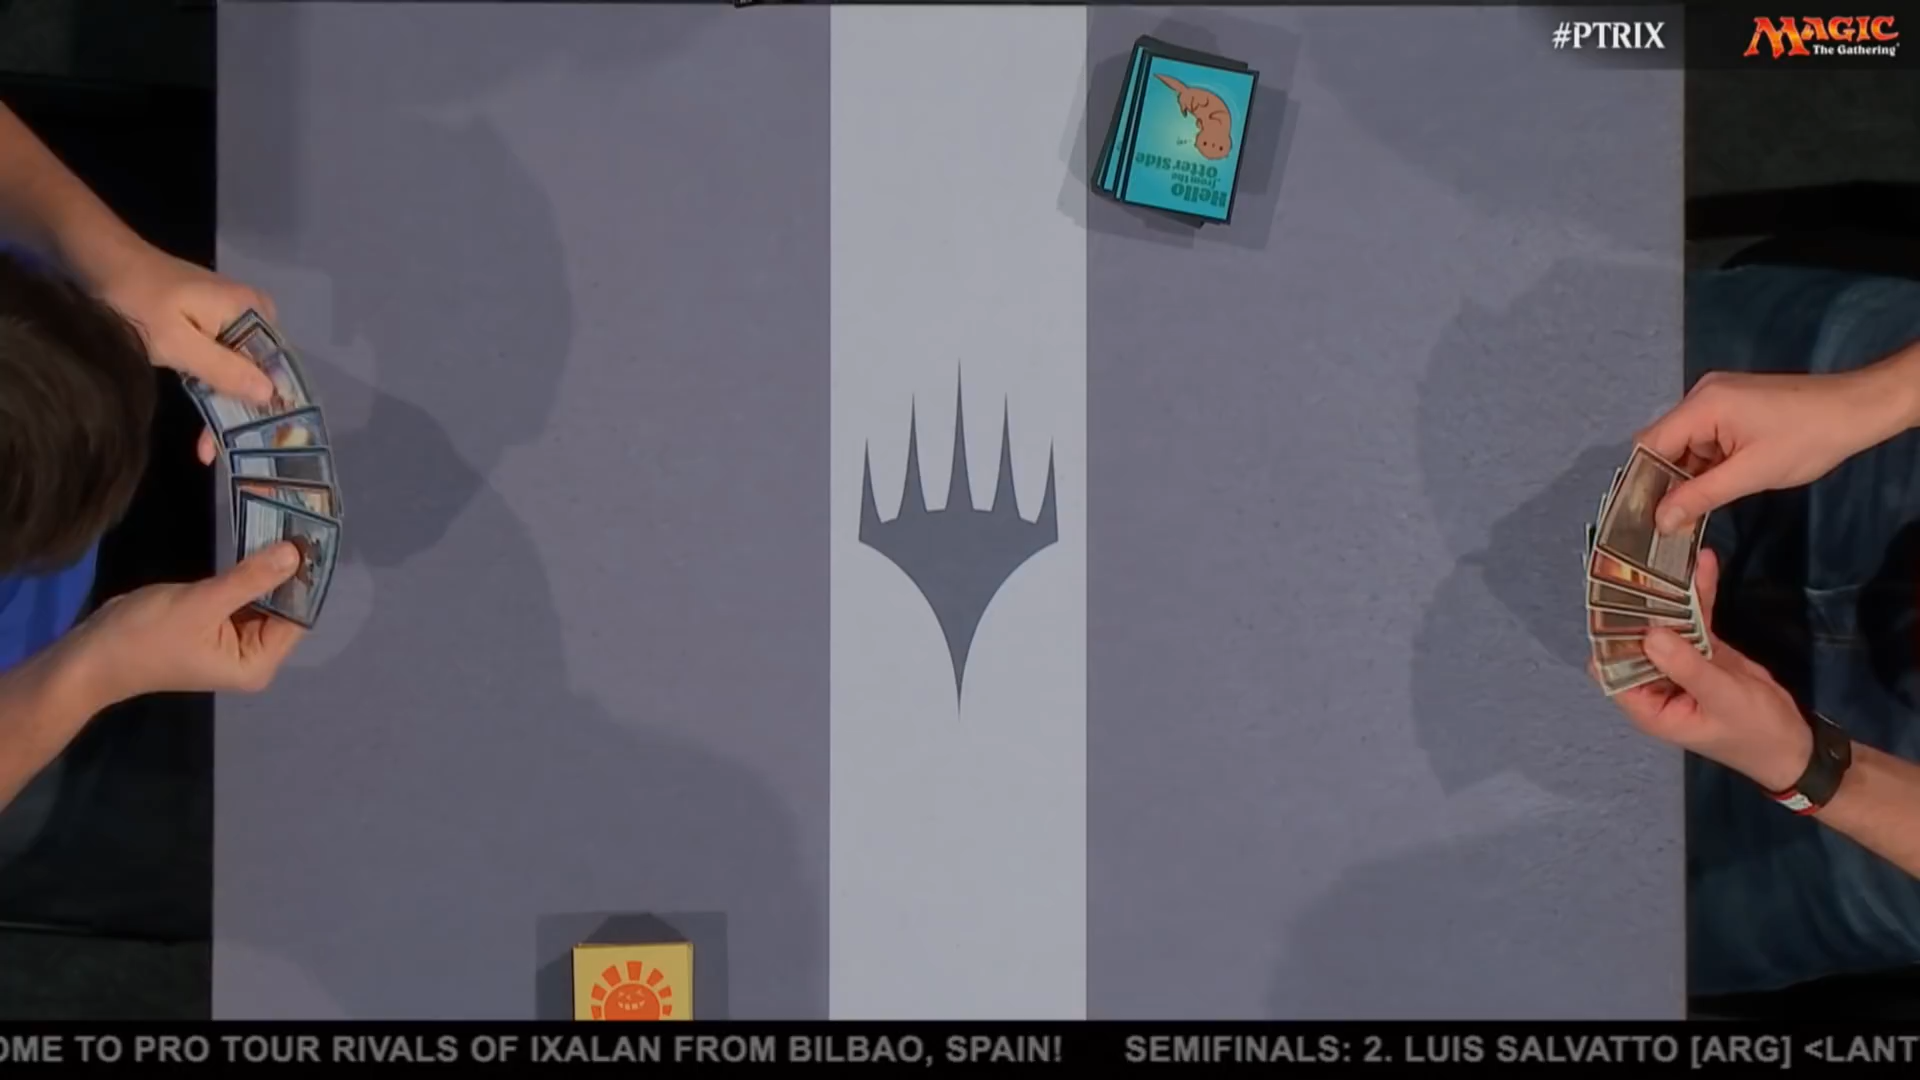 #PTRIX
MAGIC
The Gathering
Hello
from the
Otter side
OME TO PRO TOUR RIVALS OF IXALAN FROM BILBAO, SPAIN! SEMIFINALS: 2. LUIS SALVATTO [ARG] <LANT